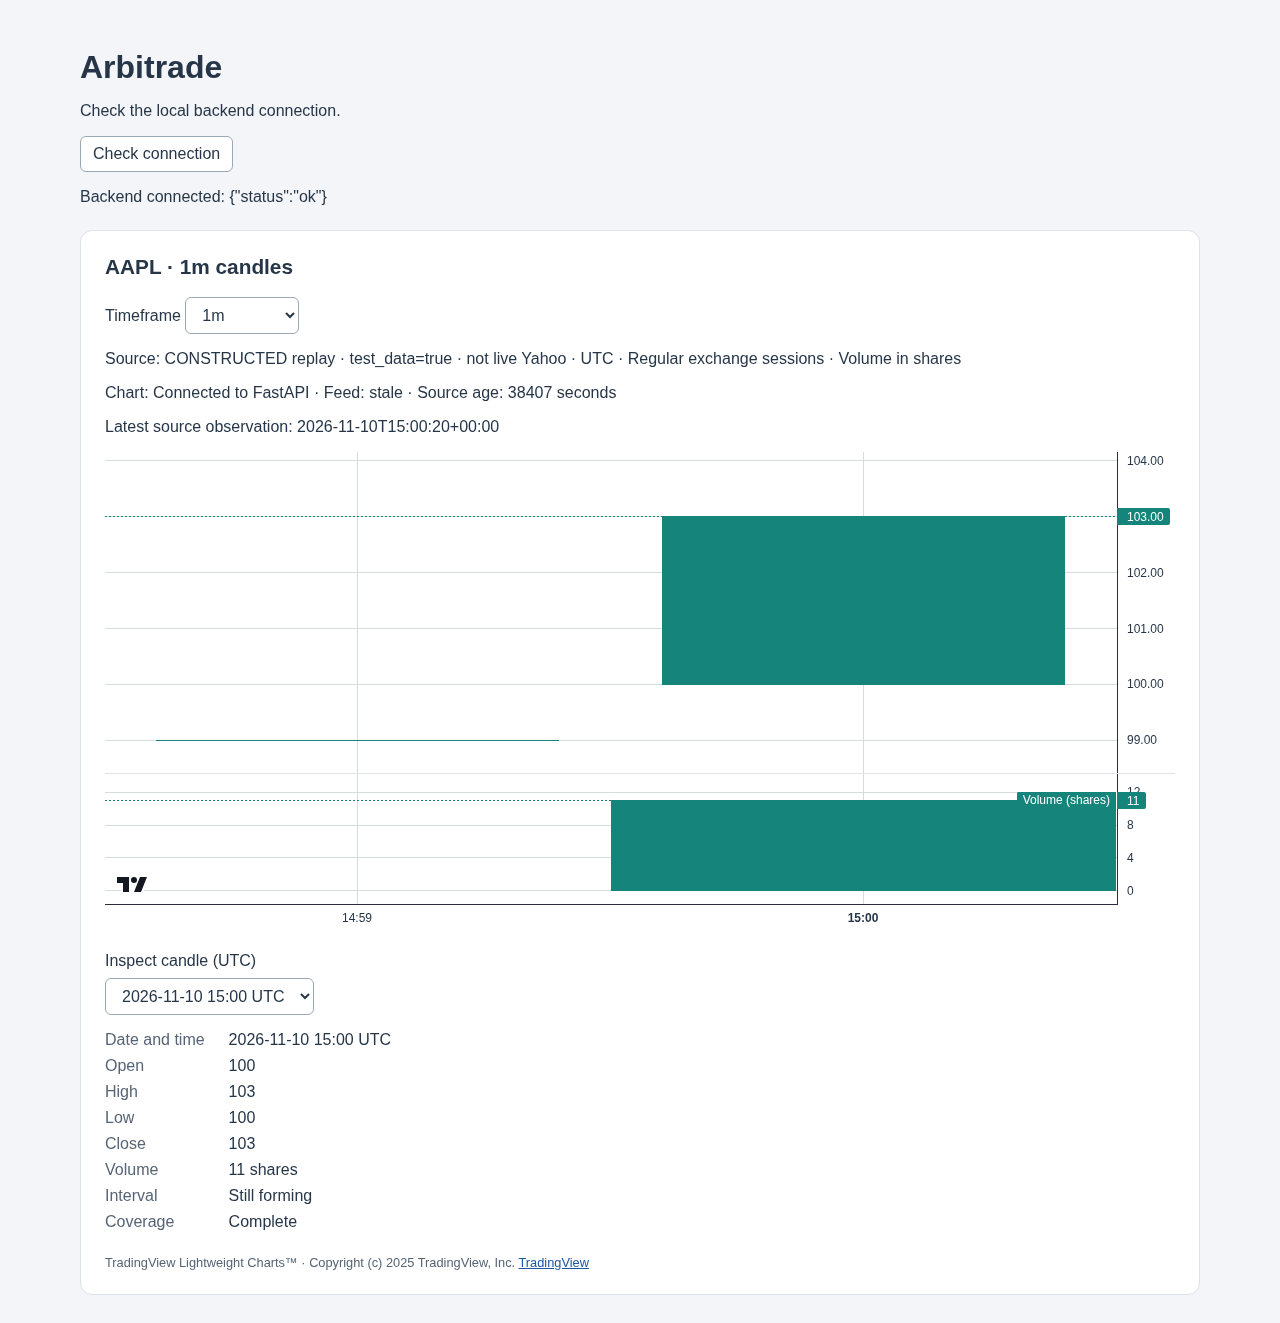 Arbitrade
Check the local backend connection.
Check connection
Backend connected: {"status":"ok"}
AAPL · 1m candles
Timeframe 1m
Source: CONSTRUCTED replay · test_data=true · not live Yahoo · UTC · Regular exchange sessions · Volume in shares
Chart: Connected to FastAPI · Feed: stale · Source age: 38407 seconds
Latest source observation: 2026-11-10T15:00:20+00:00
104.00
103.00
102.00
101.00
100.00
99.00
12
Volume (shares) 11
8
4
0
14:59 15:00
Inspect candle (UTC)
2026-11-10 15:00 UTC
Date and time 2026-11-10 15:00 UTC
Open 100
High 103
Low 100
Close 103
Volume 11 shares
Interval Still forming
Coverage Complete
TradingView Lightweight Charts™ · Copyright (c) 2025 TradingView, Inc. TradingView